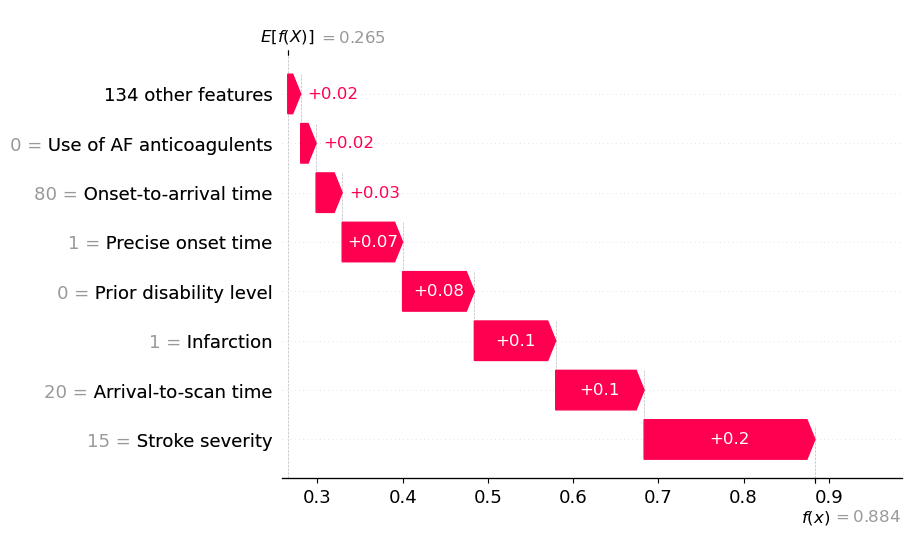 E[f(X)] = 0.265
134 other features +0.02
0 = Use of AF anticoagulents +0.02
80 = Onset-to-arrival time +0.03
1 = Precise onset time +0.07
0 = Prior disability level +0.08
1 = Infarction +0.1
20 = Arrival-to-scan time +0.1
15 = Stroke severity +0.2
0.3 0.4 0.5 0.6 0.7 0.8 0.9
f(x) = 0.884